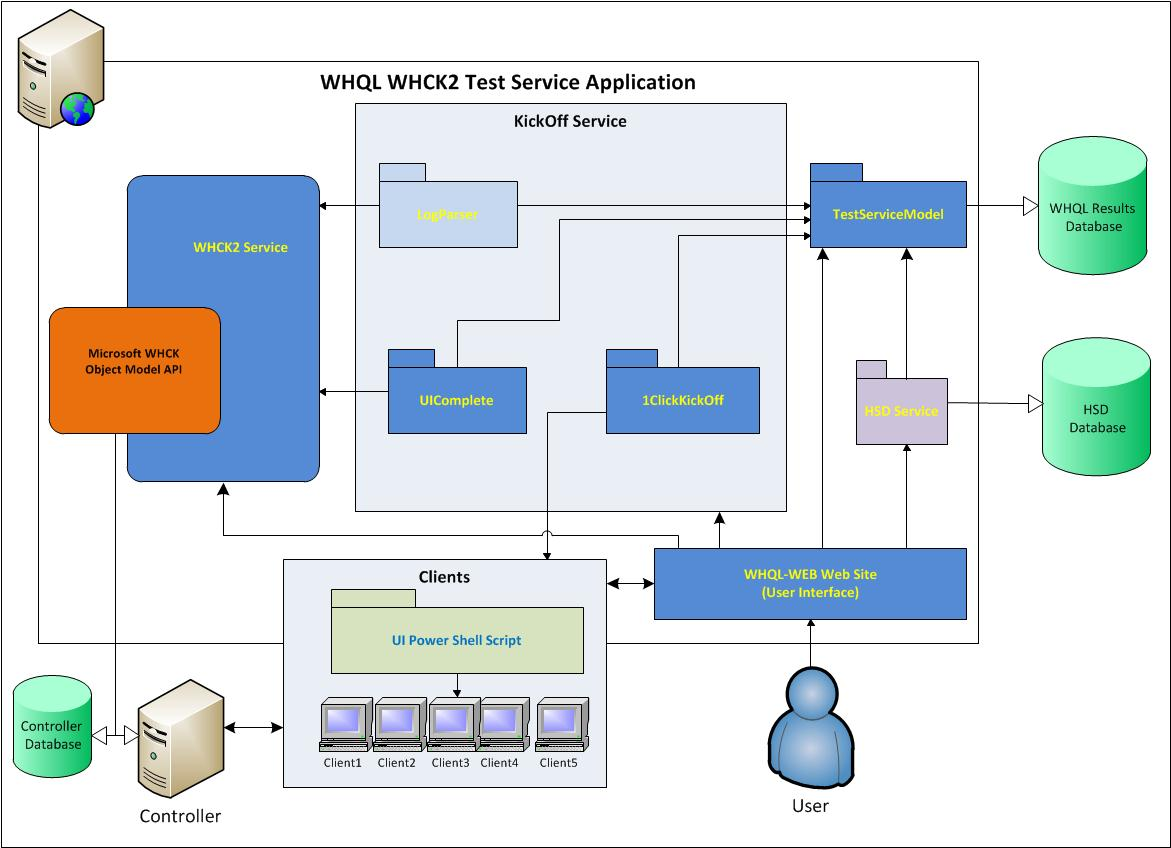 WHQL WHCK2 Test Service Application
KickOff Service
LogParser
TestServiceModel
WHQL Results
Database
WHCK2 Service
Microsoft WHCK
Object Model API
UIComplete
1ClickKickOff
HSD Service
HSD
Database
Clients
WHQL-WEB Web Site
(User Interface)
UI Power Shell Script
Controller
Database
Client1
Client2
Client3
Client4
Client5
Controller
User